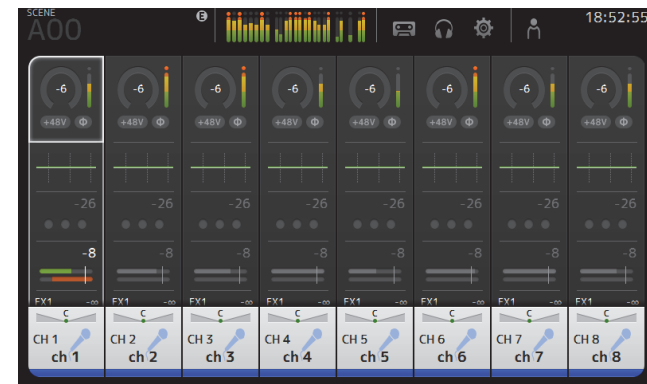 SCENE
A00
E
18:52:55
-6 -6 -6 -6 -6 -6 -6 -6
+48V Φ +48V Φ +48V Φ +48V Φ +48V Φ +48V Φ +48V Φ +48V Φ
-26 -26 -26 -26 -26 -26 -26 -26
-8 -8 -8 -8 -8 -8 -8 -8
FX1 -∞ FX1 -∞ FX1 -∞ FX1 -∞ FX1 -∞ FX1 -∞ FX1 -∞ FX1 -∞
C C C C C C C C
CH 1 CH 2 CH 3 CH 4 CH 5 CH 6 CH 7 CH 8
ch 1 ch 2 ch 3 ch 4 ch 5 ch 6 ch 7 ch 8